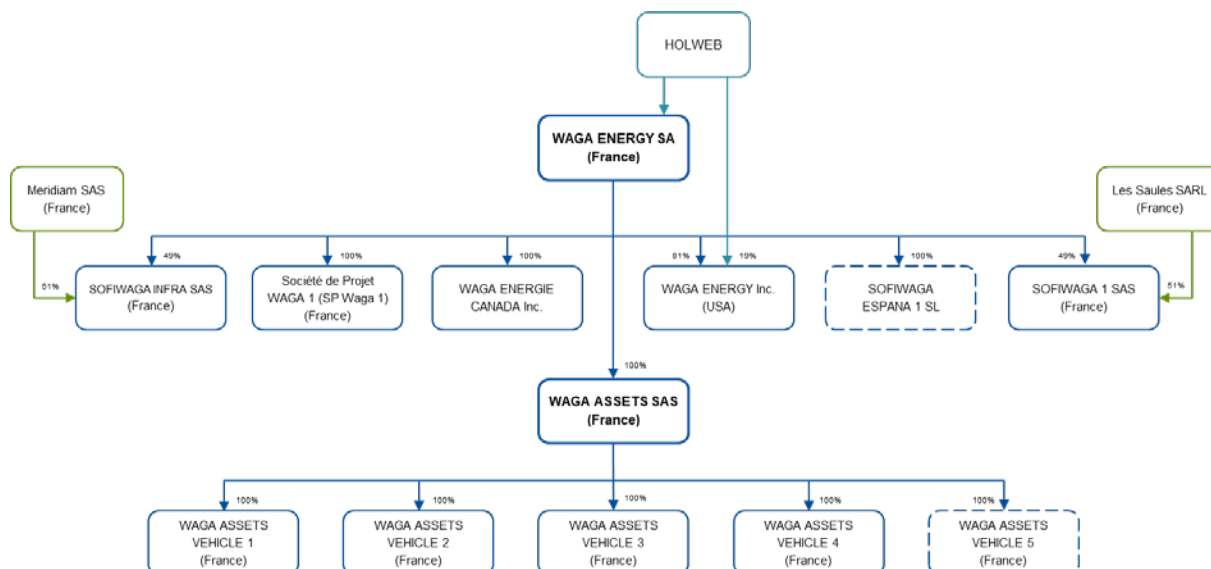 HOLWEB
WAGA ENERGY SA
(France)
Meridiam SAS
(France)
Les Saules SARL
(France)
49%
100%
100%
81%
19%
100%
49%
51%
SOFIWAGA INFRA SAS
(France)
Société de Projet
WAGA 1 (SP Waga 1)
(France)
WAGA ENERGIE
CANADA Inc.
WAGA ENERGY Inc.
(USA)
SOFIWAGA
ESPANA 1 SL
SOFIWAGA 1 SAS
(France)
51%
100%
WAGA ASSETS SAS
(France)
100%
100%
100%
100%
100%
WAGA ASSETS
VEHICLE 1
(France)
WAGA ASSETS
VEHICLE 2
(France)
WAGA ASSETS
VEHICLE 3
(France)
WAGA ASSETS
VEHICLE 4
(France)
WAGA ASSETS
VEHICLE 5
(France)